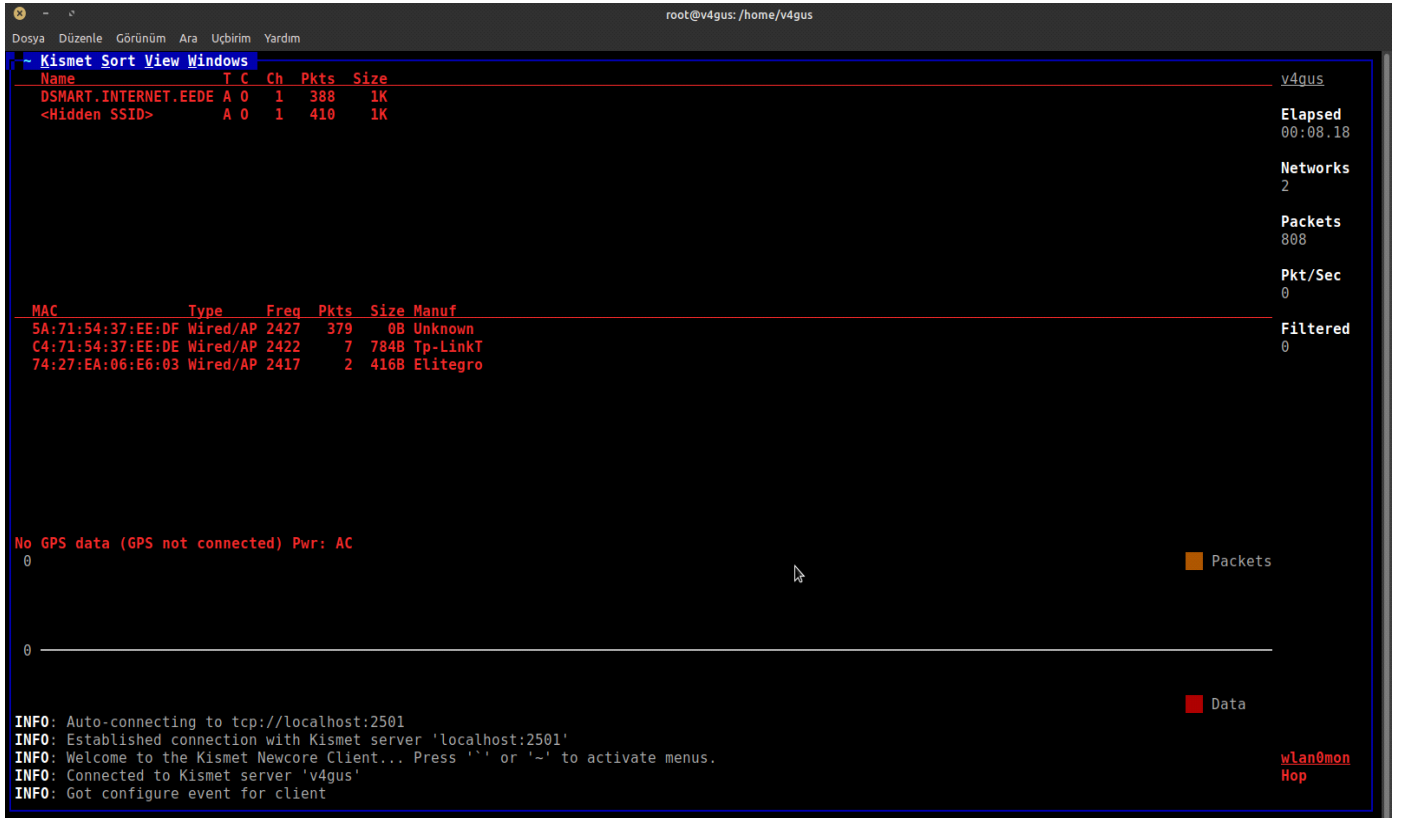 root@v4gus: /home/v4gus
Dosya Düzenle Görünüm Ara Uçbirim Yardım
~ Kismet Sort View Windows
Name T C Ch Pkts Size
DSMART.INTERNET.EEDE A O 1 388 1K
<Hidden SSID> A O 1 410 1K
v4gus
Elapsed
00:08.18
Networks
2
Packets
808
Pkt/Sec
0
Filtered
0
MAC Type Freq Pkts Size Manuf
5A:71:54:37:EE:DF Wired/AP 2427 379 0B Unknown
C4:71:54:37:EE:DE Wired/AP 2422 7 784B Tp-LinkT
74:27:EA:06:E6:03 Wired/AP 2417 2 416B Elitegro
No GPS data (GPS not connected) Pwr: AC
0
Packets
0
Data
INFO: Auto-connecting to tcp://localhost:2501
INFO: Established connection with Kismet server 'localhost:2501'
INFO: Welcome to the Kismet Newcore Client... Press '`' or '~' to activate menus.
INFO: Connected to Kismet server 'v4gus'
INFO: Got configure event for client
wlan0mon
Hop